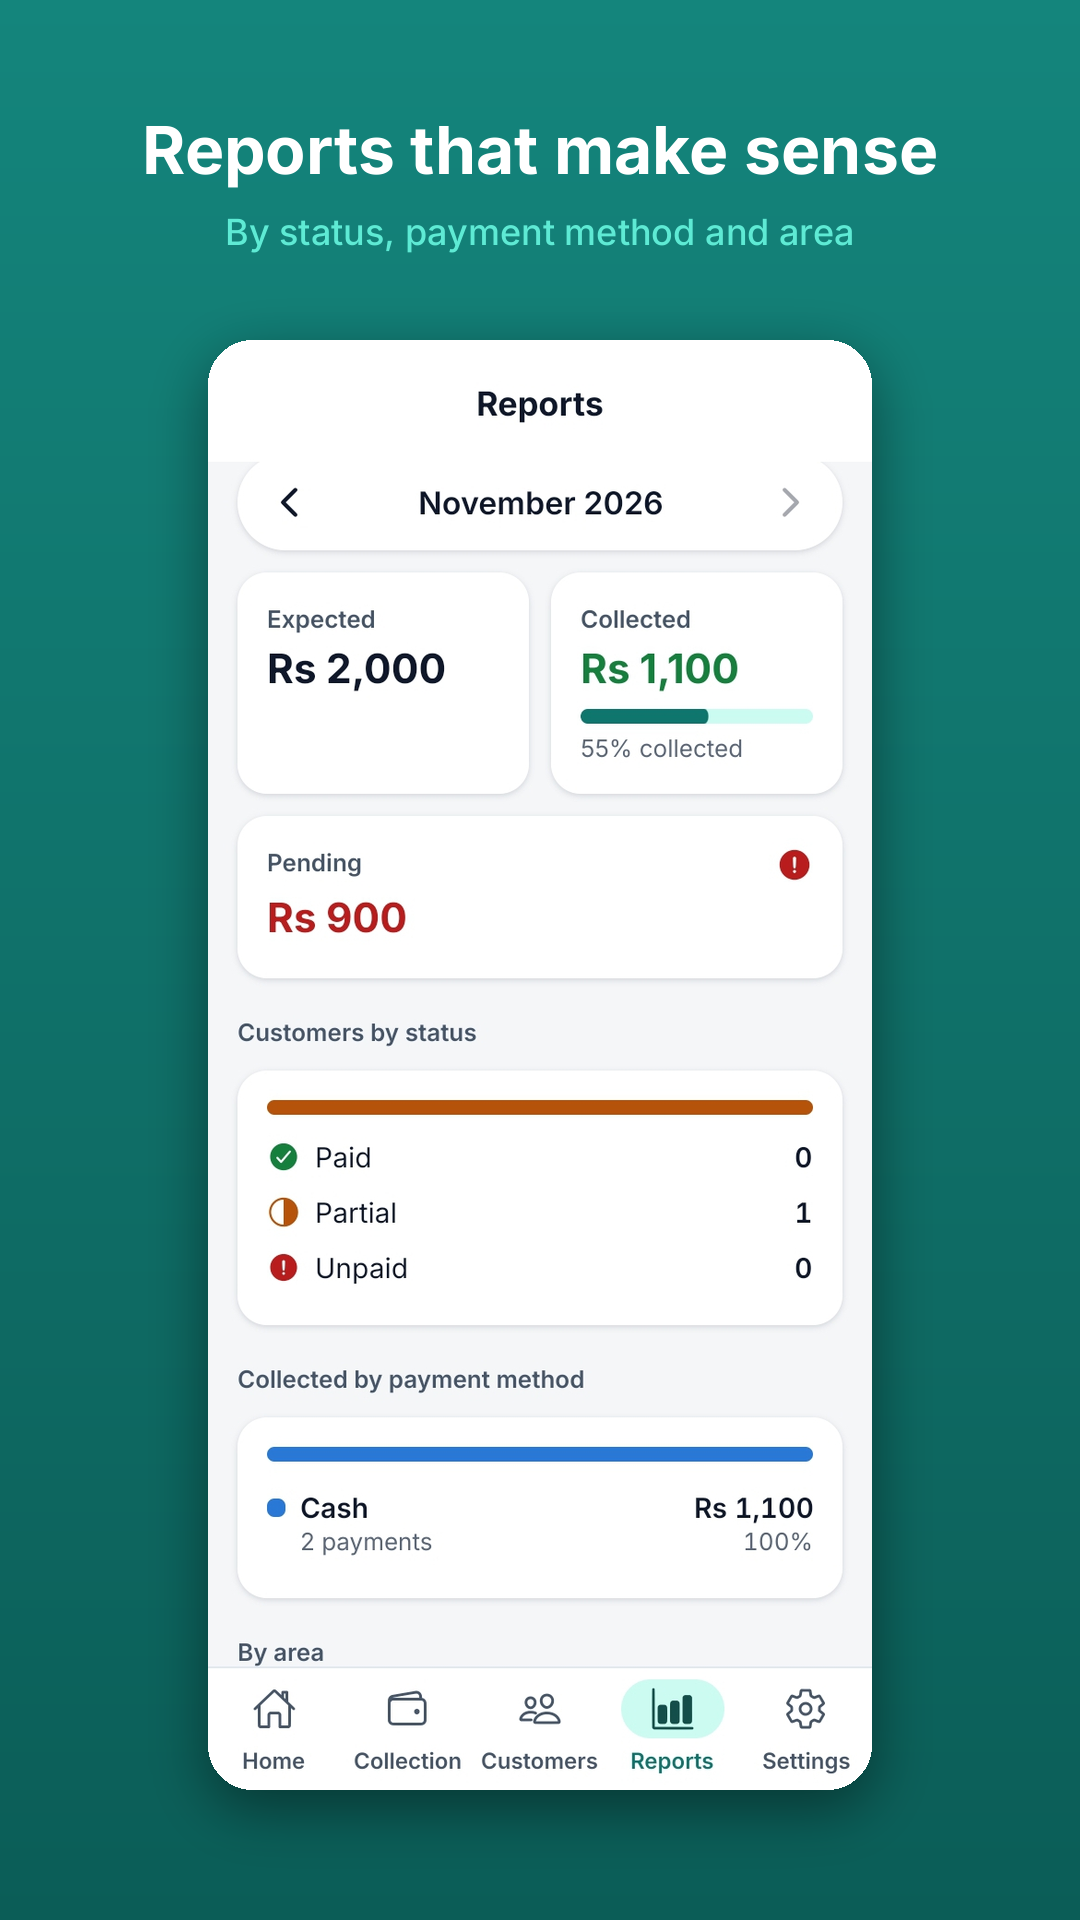 Reports that make sense
By status, payment method and area
Reports
November 2026
Expected
Rs 2,000
Collected
Rs 1,100
55% collected
Pending
Rs 900
Customers by status
Paid 0
Partial 1
Unpaid 0
Collected by payment method
Cash Rs 1,100
2 payments 100%
By area
Home Collection Customers Reports Settings